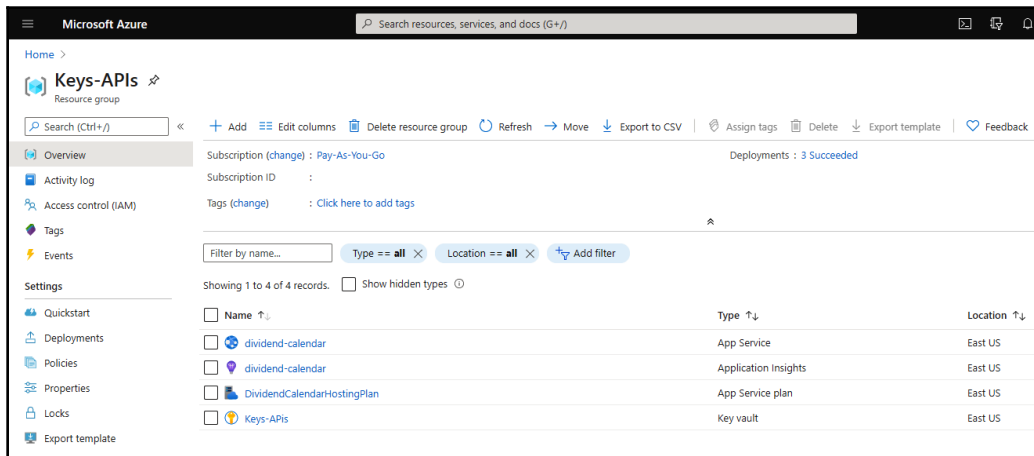 Microsoft Azure
Search resources, services, and docs (G+/)
Home >
Keys-APIs
Resource group
Search (Ctrl+/)
«
+ Add
Edit columns
Delete resource group
Refresh
Move
Export to CSV
Assign tags
Delete
Export template
Feedback
Overview
Activity log
Access control (IAM)
Tags
Events
Settings
Quickstart
Deployments
Policies
Properties
Locks
Export template
Subscription (change) : Pay-As-You-Go
Deployments : 3 Succeeded
Subscription ID :
Tags (change) : Click here to add tags
Filter by name...
Type == all
Location == all
Add filter
Showing 1 to 4 of 4 records.
Show hidden types
Name ↑↓ Type ↑↓ Location ↑↓
dividend-calendar App Service East US
dividend-calendar Application Insights East US
DividendCalendarHostingPlan App Service plan East US
Keys-APis Key vault East US